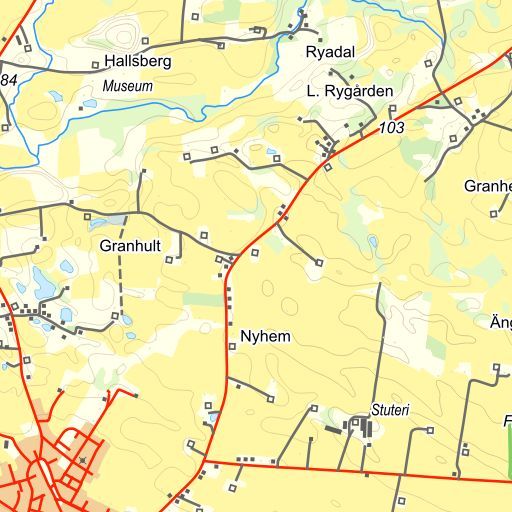 Hallsberg
Ryadal
84
Museum
L. Rygården
103
Granhe
Granhult
Äng
Nyhem
Stuteri
F